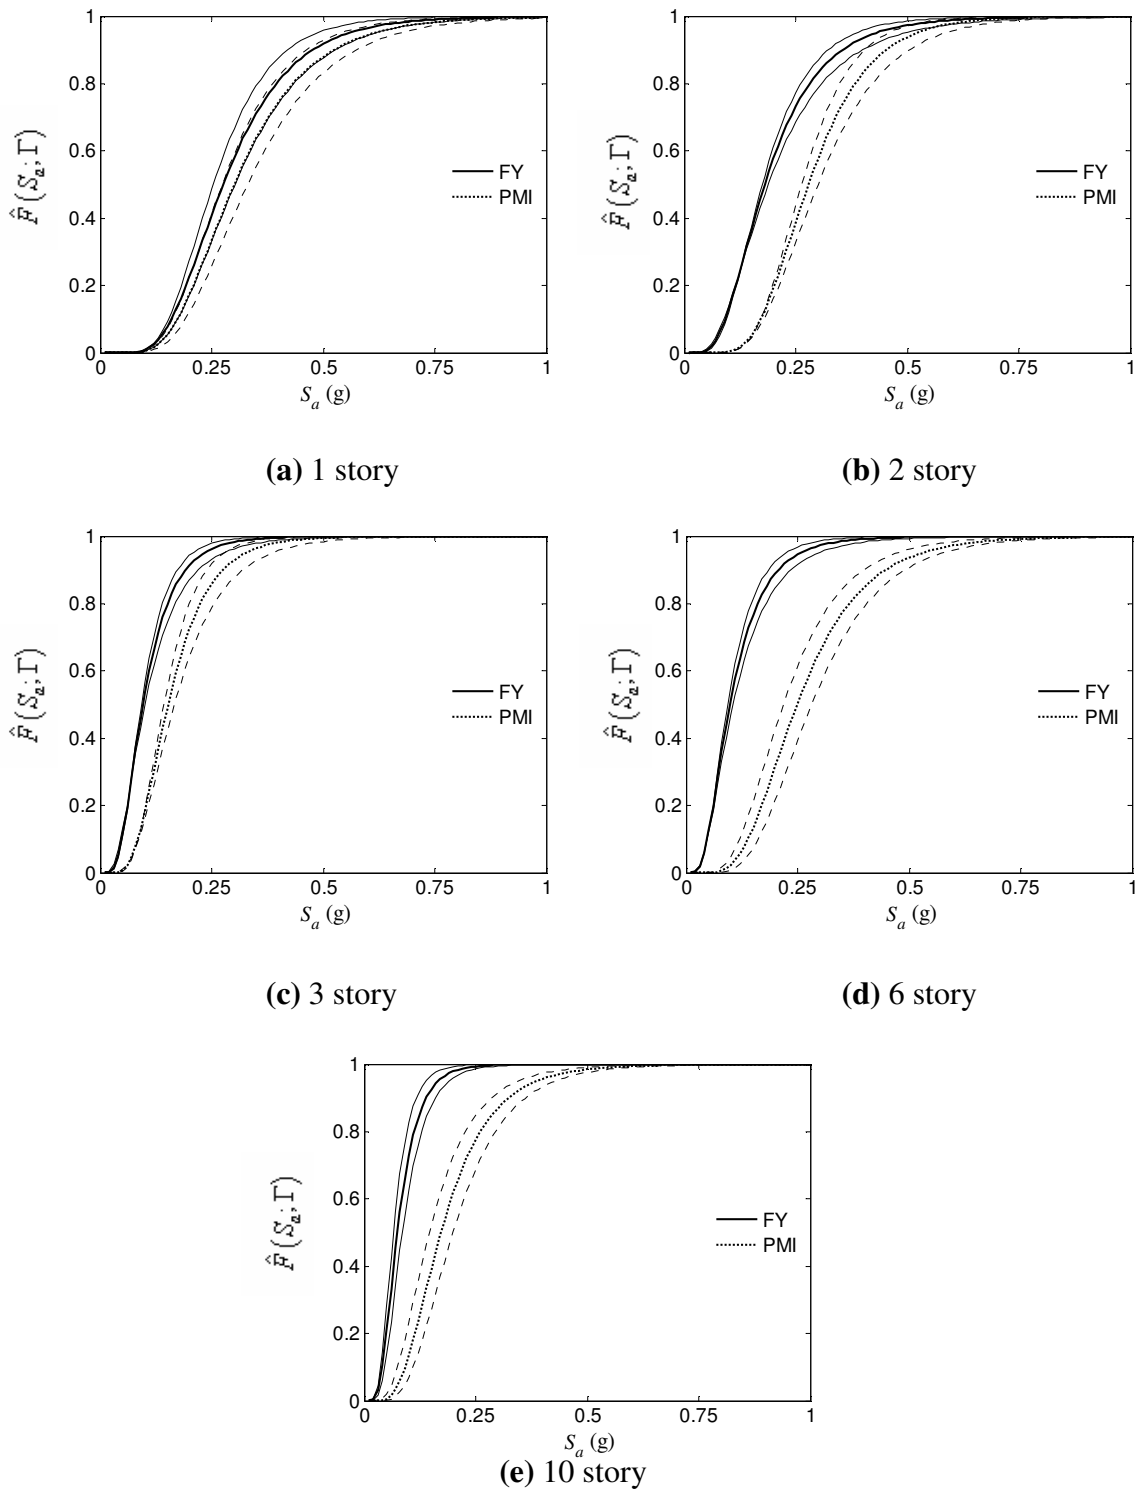 1
0.8
0.6
0.4
0.2
0
F̂(Sₐ;Γ)
FY
PMI
0 0.25 0.5 0.75 1
Sₐ (g)
(a) 1 story
1
0.8
0.6
0.4
0.2
0
F̂(Sₐ;Γ)
FY
PMI
0 0.25 0.5 0.75 1
Sₐ (g)
(b) 2 story
1
0.8
0.6
0.4
0.2
0
F̂(Sₐ;Γ)
FY
PMI
0 0.25 0.5 0.75 1
Sₐ (g)
(c) 3 story
1
0.8
0.6
0.4
0.2
0
F̂(Sₐ;Γ)
FY
PMI
0 0.25 0.5 0.75 1
Sₐ (g)
(d) 6 story
1
0.8
0.6
0.4
0.2
0
F̂(Sₐ;Γ)
FY
PMI
0 0.25 0.5 0.75 1
Sₐ (g)
(e) 10 story